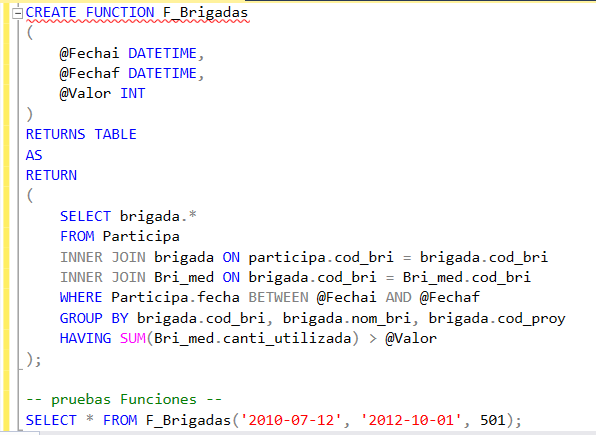 CREATE FUNCTION F_Brigadas
(
    @Fechai DATETIME,
    @Fechaf DATETIME,
    @Valor INT
)
RETURNS TABLE
AS
RETURN
(
    SELECT brigada.*
    FROM Participa
    INNER JOIN brigada ON participa.cod_bri = brigada.cod_bri
    INNER JOIN Bri_med ON brigada.cod_bri = Bri_med.cod_bri
    WHERE Participa.fecha BETWEEN @Fechai AND @Fechaf
    GROUP BY brigada.cod_bri, brigada.nom_bri, brigada.cod_proy
    HAVING SUM(Bri_med.canti_utilizada) > @Valor
);
-- pruebas Funciones --
SELECT * FROM F_Brigadas('2010-07-12', '2012-10-01', 501);